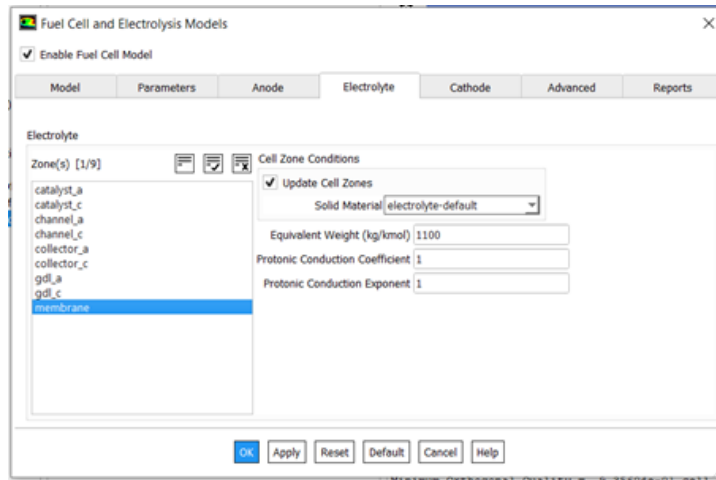 Fuel Cell and Electrolysis Models
Enable Fuel Cell Model
Model Parameters Anode Electrolyte Cathode Advanced Reports
Electrolyte
Zone(s) [1/9]
catalyst_a
catalyst_c
channel_a
channel_c
collector_a
collector_c
gdl_a
gdl_c
membrane
Cell Zone Conditions
Update Cell Zones
Solid Material electrolyte-default
Equivalent Weight (kg/kmol) 1100
Protonic Conduction Coefficient 1
Protonic Conduction Exponent 1
OK Apply Reset Default Cancel Help